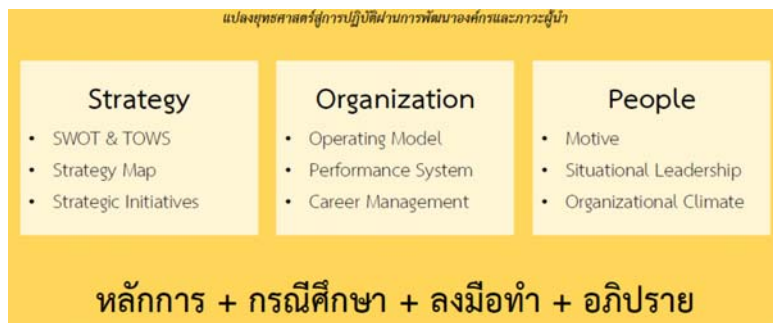 แปลงยุทธศาสตร์สู่การปฏิบัติผ่านการพัฒนาองค์กรและภาวะผู้นำ
Strategy
• SWOT & TOWS
• Strategy Map
• Strategic Initiatives
Organization
• Operating Model
• Performance System
• Career Management
People
• Motive
• Situational Leadership
• Organizational Climate
หลักการ + กรณีศึกษา + ลงมือทำ + อภิปราย